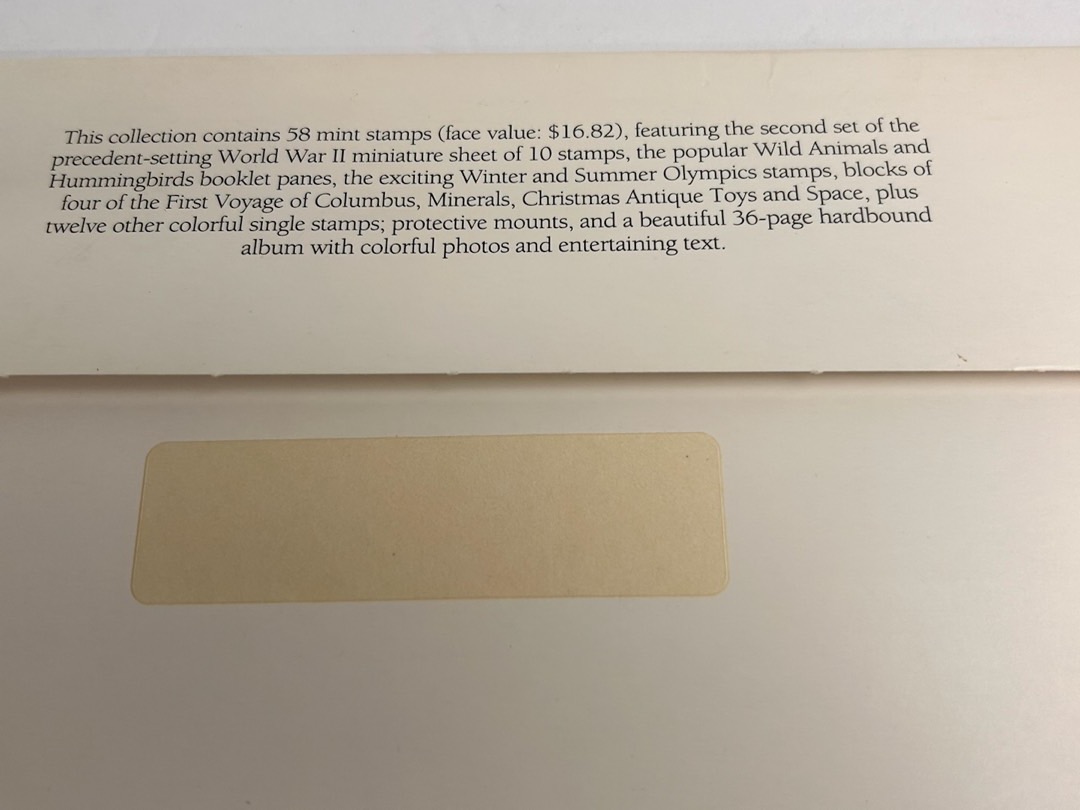 This collection contains 58 mint stamps (face value: $16.82), featuring the second set of the
precedent-setting World War II miniature sheet of 10 stamps, the popular Wild Animals and
Hummingbirds booklet panes, the exciting Winter and Summer Olympics stamps, blocks of
four of the First Voyage of Columbus, Minerals, Christmas Antique Toys and Space, plus
twelve other colorful single stamps; protective mounts, and a beautiful 36-page hardbound
album with colorful photos and entertaining text.